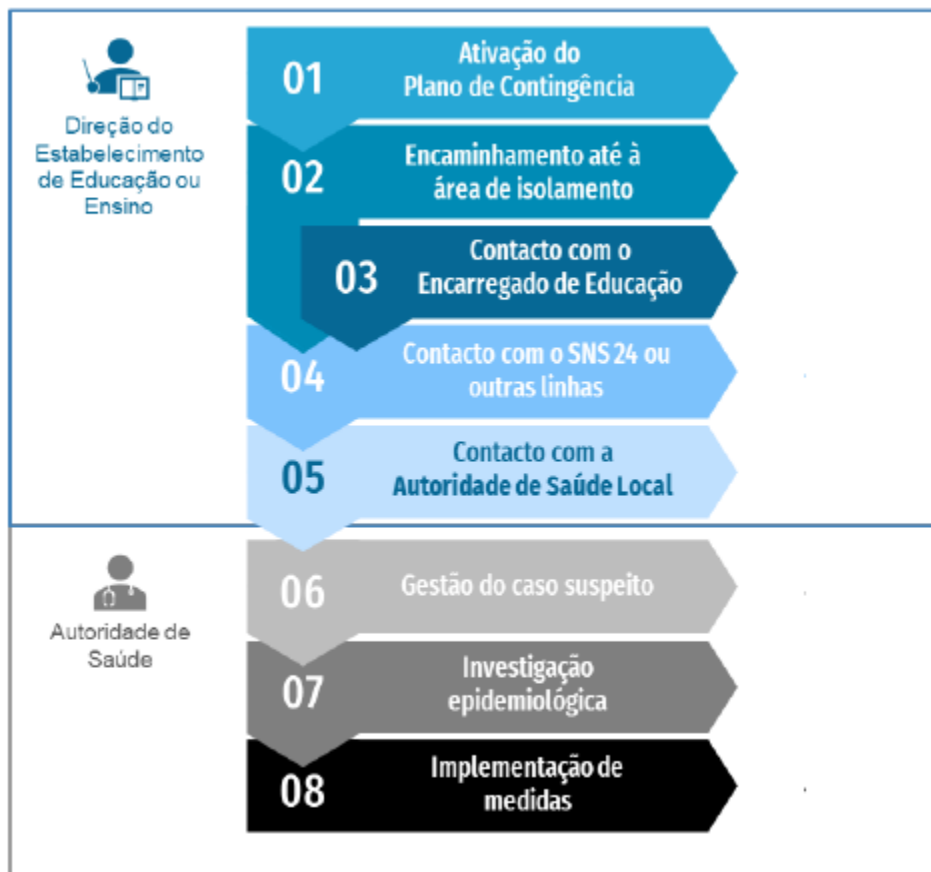 Direção do
Estabelecimento
de Educação ou
Ensino
01
Ativação do
Plano de Contingência
02
Encaminhamento até à
área de isolamento
03
Contacto com o
Encarregado de Educação
04
Contacto com o SNS 24 ou
outras linhas
05
Contacto com a
Autoridade de Saúde Local
Autoridade de
Saúde
06
Gestão do caso suspeito
07
Investigação
epidemiológica
08
Implementação de
medidas